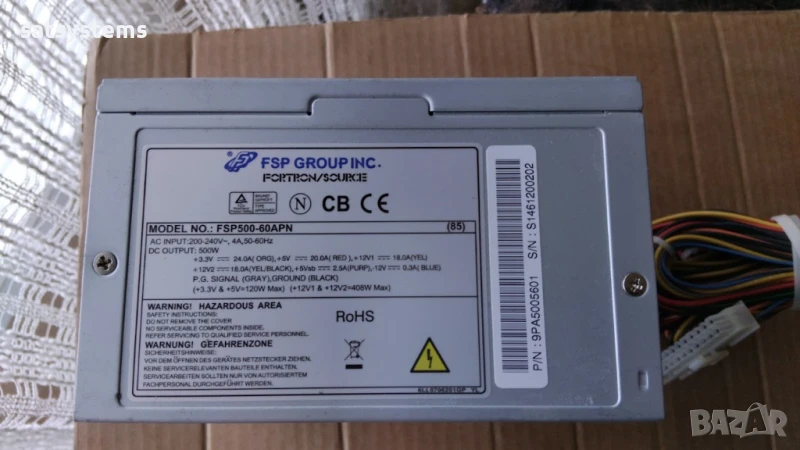 sauskstems
FSP GROUP INC.
FORTRON/SOURCE
N CB CE
MODEL NO.: FSP500-60APN (85)
AC INPUT:200-240V~, 4A,50-60Hz
DC OUTPUT: 500W
+3.3V ⎓ 24.0A( ORG), +5V ⎓ 20.0A( RED ), +12V1 ⎓ 18.0A(YEL)
+12V2 ⎓ 18.0A(YEL/BLACK), +5Vsb ⎓ 2.5A(PURP),-12V ⎓ 0.3A( BLUE)
P.G. SIGNAL (GRAY),GROUND (BLACK)
(+3.3V & +5V=120W Max) (+12V1 & +12V2=408W Max)
WARNING! HAZARDOUS AREA
SAFETY INSTRUCTIONS:
DO NOT REMOVE THE COVER
NO SERVICEABLE COMPONENTS INSIDE.
REFER SERVICING TO QUALIFIED SERVICE PERSONNEL.
WARNUNG! GEFAHRENZONE
SICHERHEITSHINWEISE:
VOR DEM ÖFFNEN DES GERÄTES NETZSTECKER ZIEHEN.
KEINE SERVICERELEVANTEN BAUTEILE ENTHALTEN.
SERVICEARBEITEN SOLLTEN NUR VON AUTORISIERTEM
FACHPERSONAL DURCHGEFÜHRT WERDEN.
RoHS
P/N : 9PA5005601 S/N : S1461200202
BAZAR